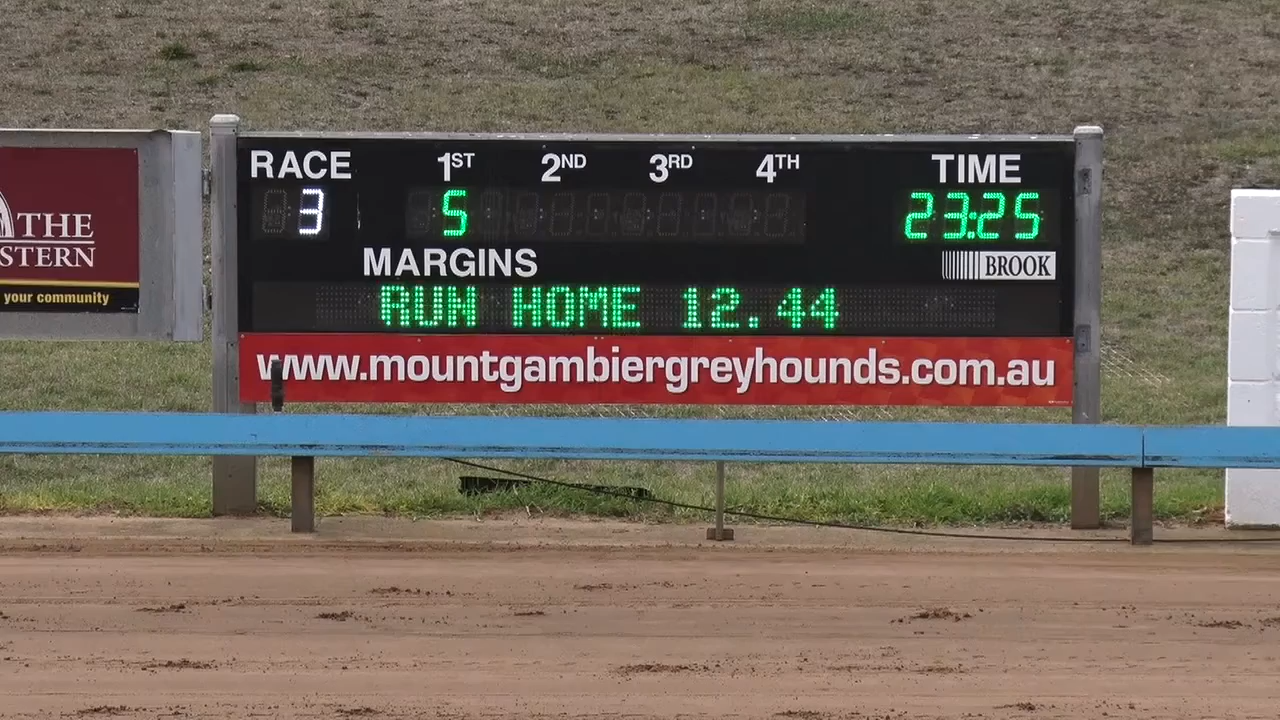 RACE 1ST 2ND 3RD 4TH TIME
3 5 23:25
MARGINS
BROOK
RUN HOME 12.44
www.mountgambiergreyhounds.com.au
THE
STERN
your community